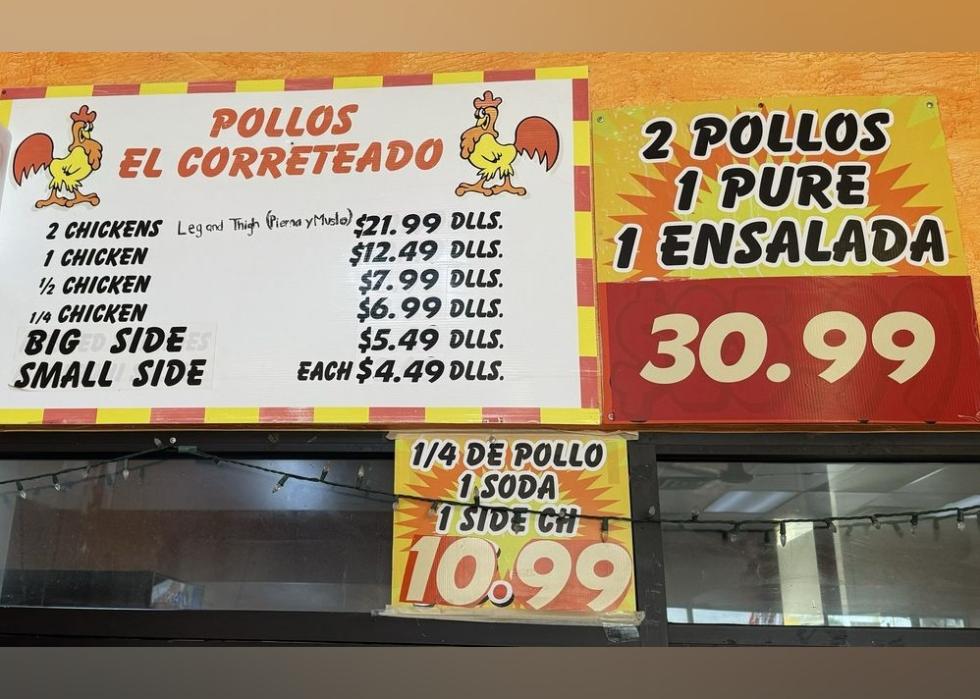 POLLOS
EL CORRETEADO
2 CHICKENS Leg and Thigh (Pierna y Muslo) $21.99 DLLS.
1 CHICKEN $12.49 DLLS.
½ CHICKEN $7.99 DLLS.
1/4 CHICKEN $6.99 DLLS.
BIG SIDE $5.49 DLLS.
SMALL SIDE EACH $4.49 DLLS.
2 POLLOS
1 PURE
1 ENSALADA
30.99
1/4 DE POLLO
1 SODA
1 SIDE CH
10.99